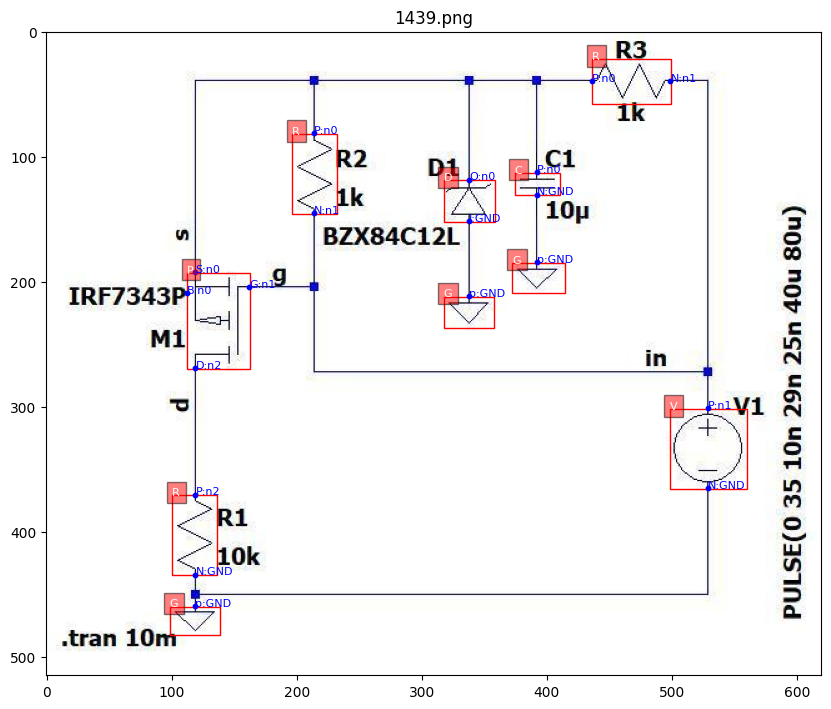 1439.png
0
100
200
300
400
500
0
100
200
300
400
500
600
R
R3
P:n0
N:n1
1k
R
P:n0
R2
1k
N:n1
D1
D
O:n0
:GND
BZX84C12L
C
C1
P:n0
N:GND
10µ
G
p:GND
G
p:GND
s
P
S:n0
B:n0
G:n1
g
IRF7343P
M1
D:n2
d
in
V
P:n1
V1
N:GND
PULSE(0 35 10n 29n 25n 40u 80u)
R
P:n2
R1
10k
N:GND
G
p:GND
.tran 10m